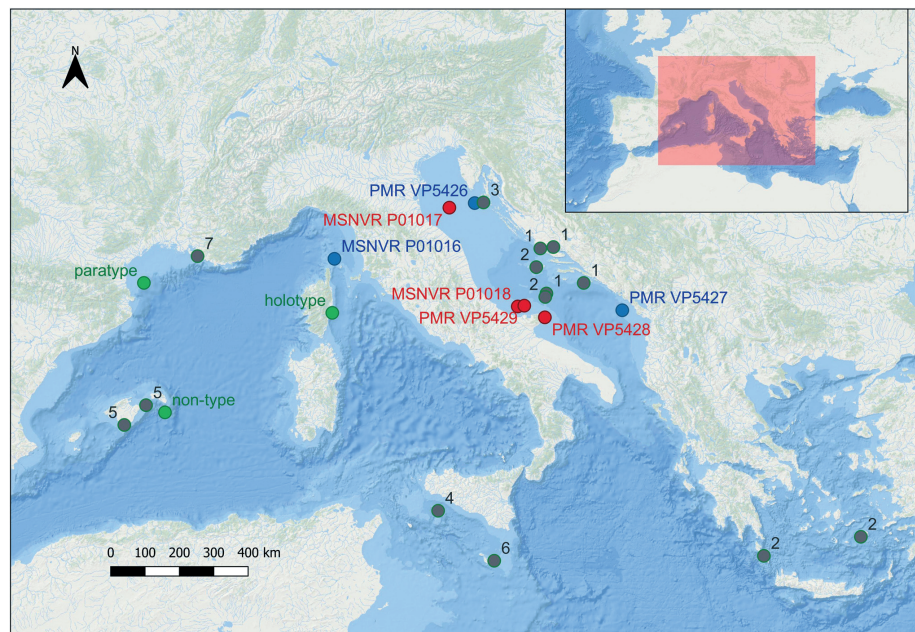 N
PMR VP5426
3
MSNVR P01017
7
MSNVR P01016
1
1
paratype
2
1
2
1
MSNVR P01018
holotype
PMR VP5427
PMR VP5429
PMR VP5428
5
non-type
5
4
2
6
2
0 100 200 300 400 km